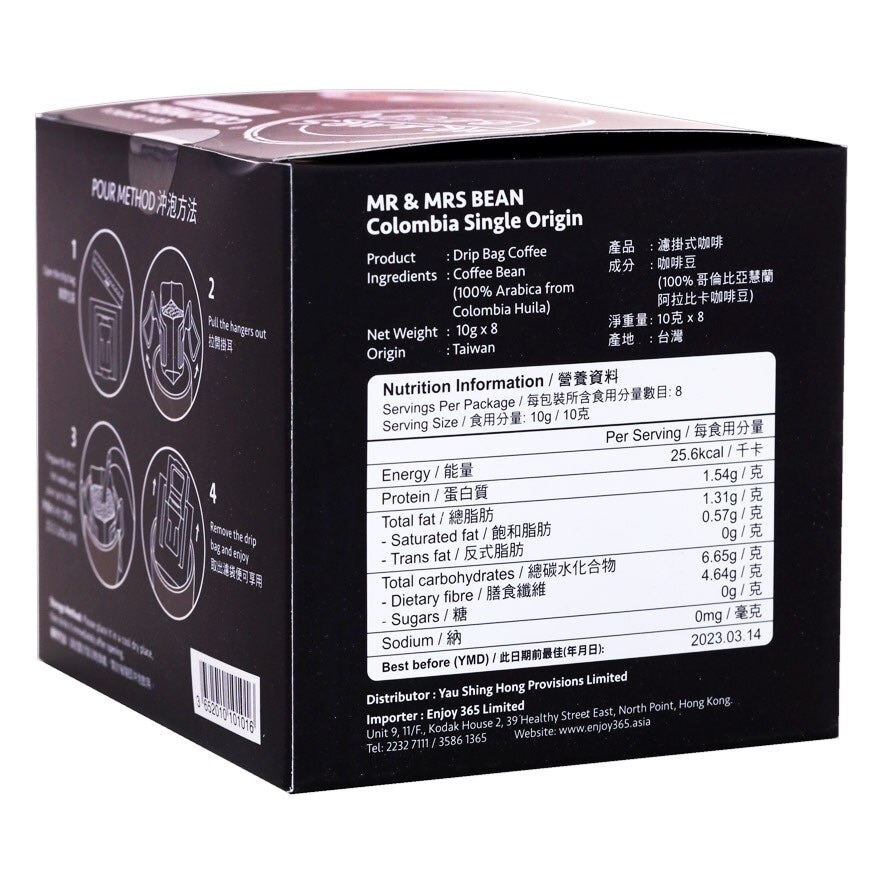 POUR METHOD 沖泡方法
1
2
Pull the hangers out
拉開掛耳
3
4
Remove the drip
bag and enjoy
取出濾袋便可享用
3 652010 101016
MR & MRS BEAN
Colombia Single Origin
Product : Drip Bag Coffee
Ingredients : Coffee Bean
(100% Arabica from
Colombia Huila)
Net Weight : 10g x 8
Origin : Taiwan
產品 : 濾掛式咖啡
成分 : 咖啡豆
(100% 哥倫比亞慧蘭
阿拉比卡咖啡豆)
淨重量 : 10克 x 8
產地 : 台灣
Nutrition Information / 營養資料
Servings Per Package / 每包裝所含食用分量數目: 8
Serving Size / 食用分量: 10g / 10克
Per Serving / 每食用分量
Energy / 能量 25.6kcal / 千卡
Protein / 蛋白質 1.54g / 克
Total fat / 總脂肪 1.31g / 克
- Saturated fat / 飽和脂肪 0.57g / 克
- Trans fat / 反式脂肪 0g / 克
Total carbohydrates / 總碳水化合物 6.65g / 克
- Dietary fibre / 膳食纖維 4.64g / 克
- Sugars / 糖 0g / 克
Sodium / 納 0mg / 毫克
Best before (YMD) / 此日期前最佳(年月日): 2023.03.14
Distributor : Yau Shing Hong Provisions Limited
Importer : Enjoy 365 Limited
Unit 9, 11/F., Kodak House 2, 39 Healthy Street East, North Point, Hong Kong.
Tel: 2232 7111 / 3586 1365 Website: www.enjoy365.asia